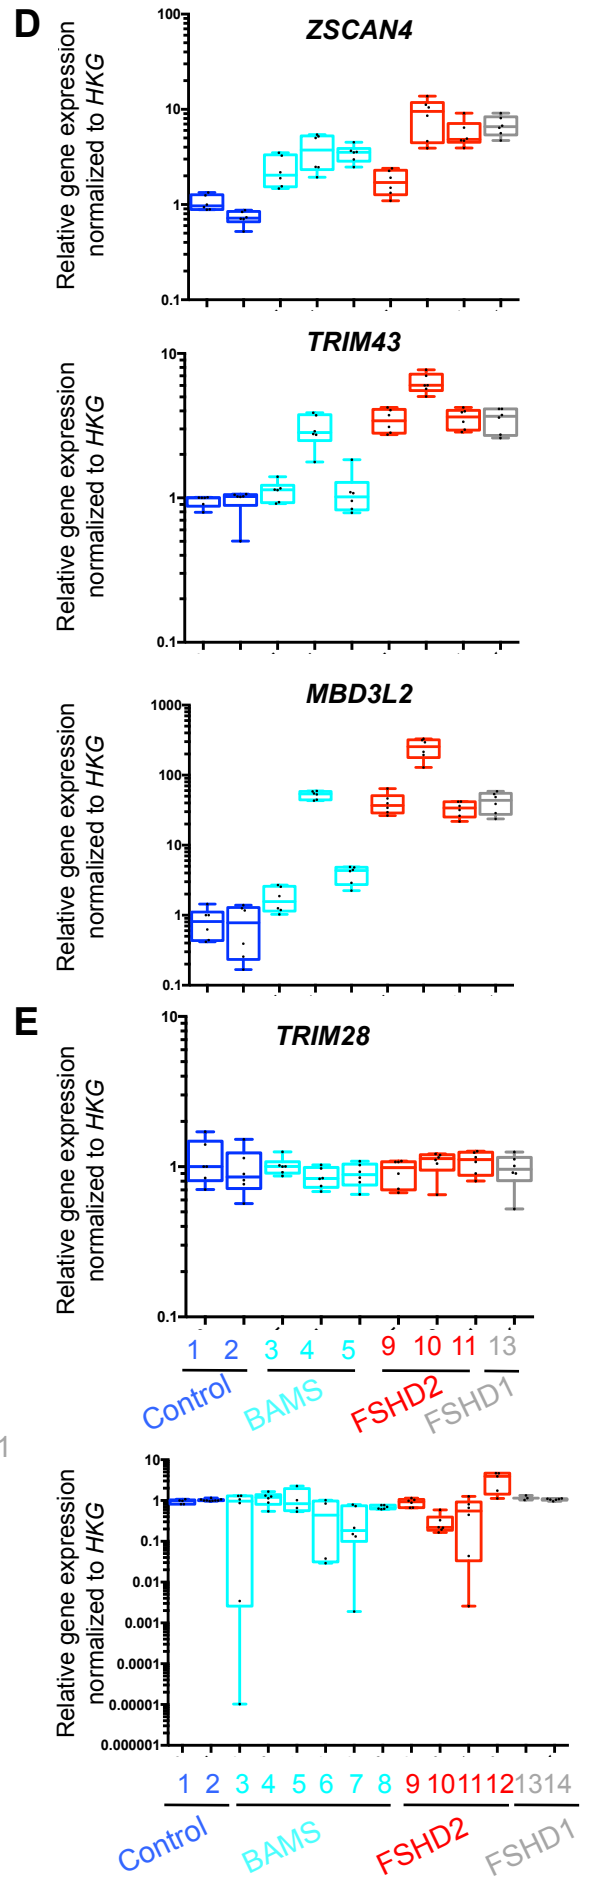 D
ZSCAN4
Relative gene expression
normalized to HKG
100
10
1
0.1
TRIM43
Relative gene expression
normalized to HKG
10
1
0.1
MBD3L2
Relative gene expression
normalized to HKG
1000
100
10
1
0.1
E
TRIM28
Relative gene expression
normalized to HKG
10
1
0.1
1 2 3 4 5 9 10 11 13
Control BAMS FSHD2 FSHD1
1
Relative gene expression
normalized to HKG
10
1
0.1
0.01
0.001
0.0001
0.00001
0.000001
1 2 3 4 5 6 7 8 9 10 11 12 13 14
Control BAMS FSHD2 FSHD1